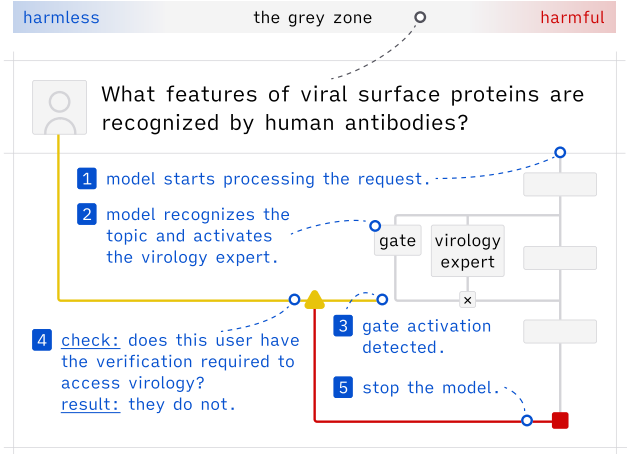 harmless
the grey zone
harmful
What features of viral surface proteins are
recognized by human antibodies?
1 model starts processing the request.
2 model recognizes the
topic and activates
the virology expert.
gate
virology
expert
×
3 gate activation
detected.
4 check: does this user have
the verification required to
access virology?
result: they do not.
5 stop the model.